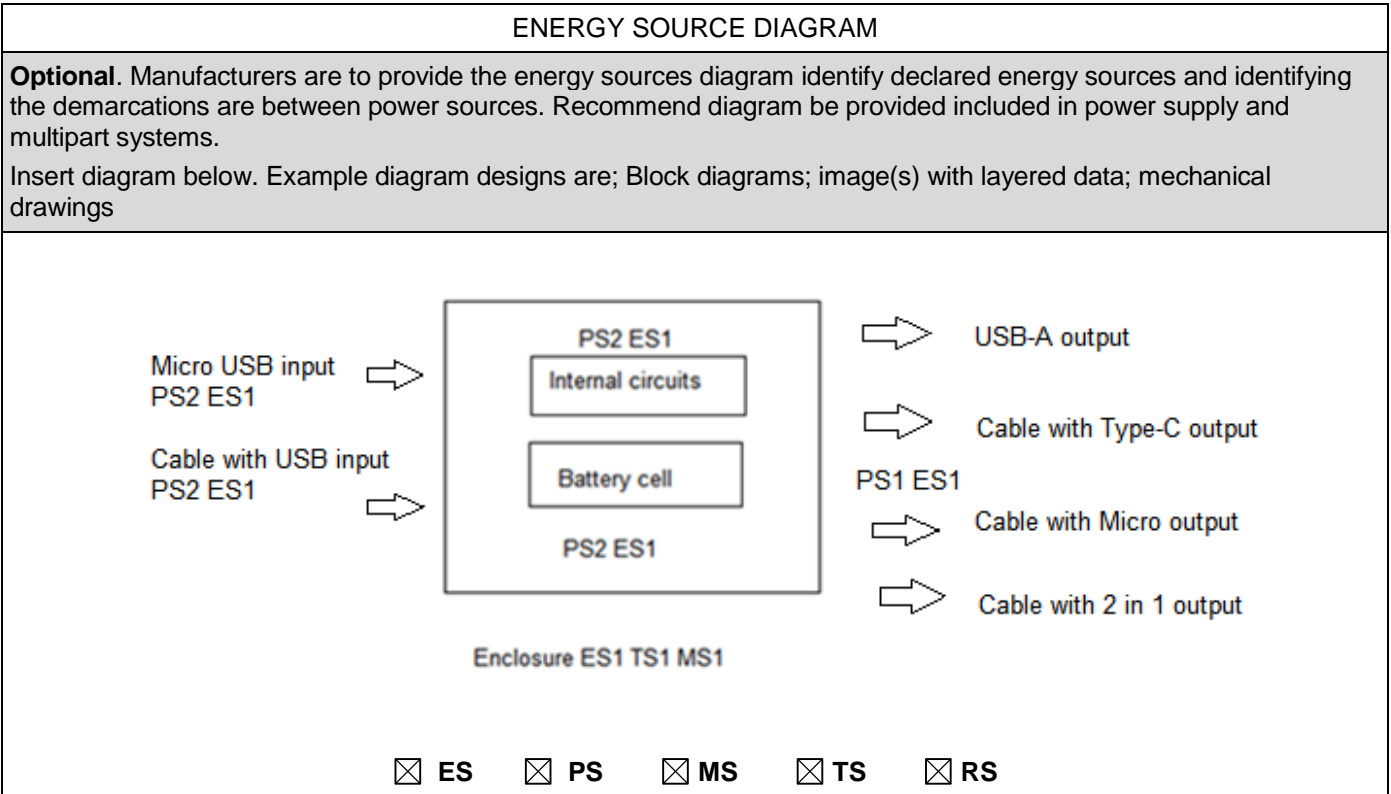 ENERGY SOURCE DIAGRAM
Optional. Manufacturers are to provide the energy sources diagram identify declared energy sources and identifying
the demarcations are between power sources. Recommend diagram be provided included in power supply and
multipart systems.
Insert diagram below. Example diagram designs are; Block diagrams; image(s) with layered data; mechanical
drawings
Micro USB input
PS2 ES1
Cable with USB input
PS2 ES1
PS2 ES1
Internal circuits
Battery cell
PS2 ES1
Enclosure ES1 TS1 MS1
USB-A output
Cable with Type-C output
PS1 ES1
Cable with Micro output
Cable with 2 in 1 output
☒ ES ☒ PS ☒ MS ☒ TS ☒ RS